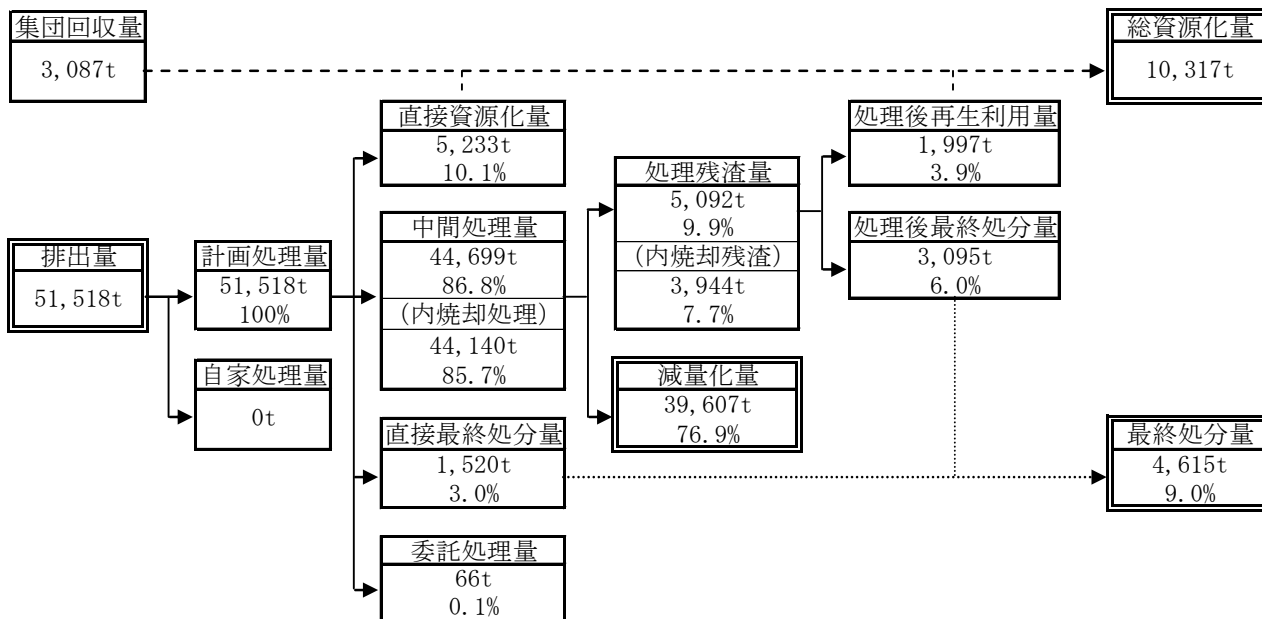 集団回収量
3,087t
総資源化量
10,317t
直接資源化量
5,233t
10.1%
処理後再生利用量
1,997t
3.9%
処理残渣量
5,092t
9.9%
(内焼却残渣)
3,944t
7.7%
中間処理量
44,699t
86.8%
(内焼却処理)
44,140t
85.7%
処理後最終処分量
3,095t
6.0%
排出量
51,518t
計画処理量
51,518t
100%
自家処理量
0t
減量化量
39,607t
76.9%
直接最終処分量
1,520t
3.0%
最終処分量
4,615t
9.0%
委託処理量
66t
0.1%